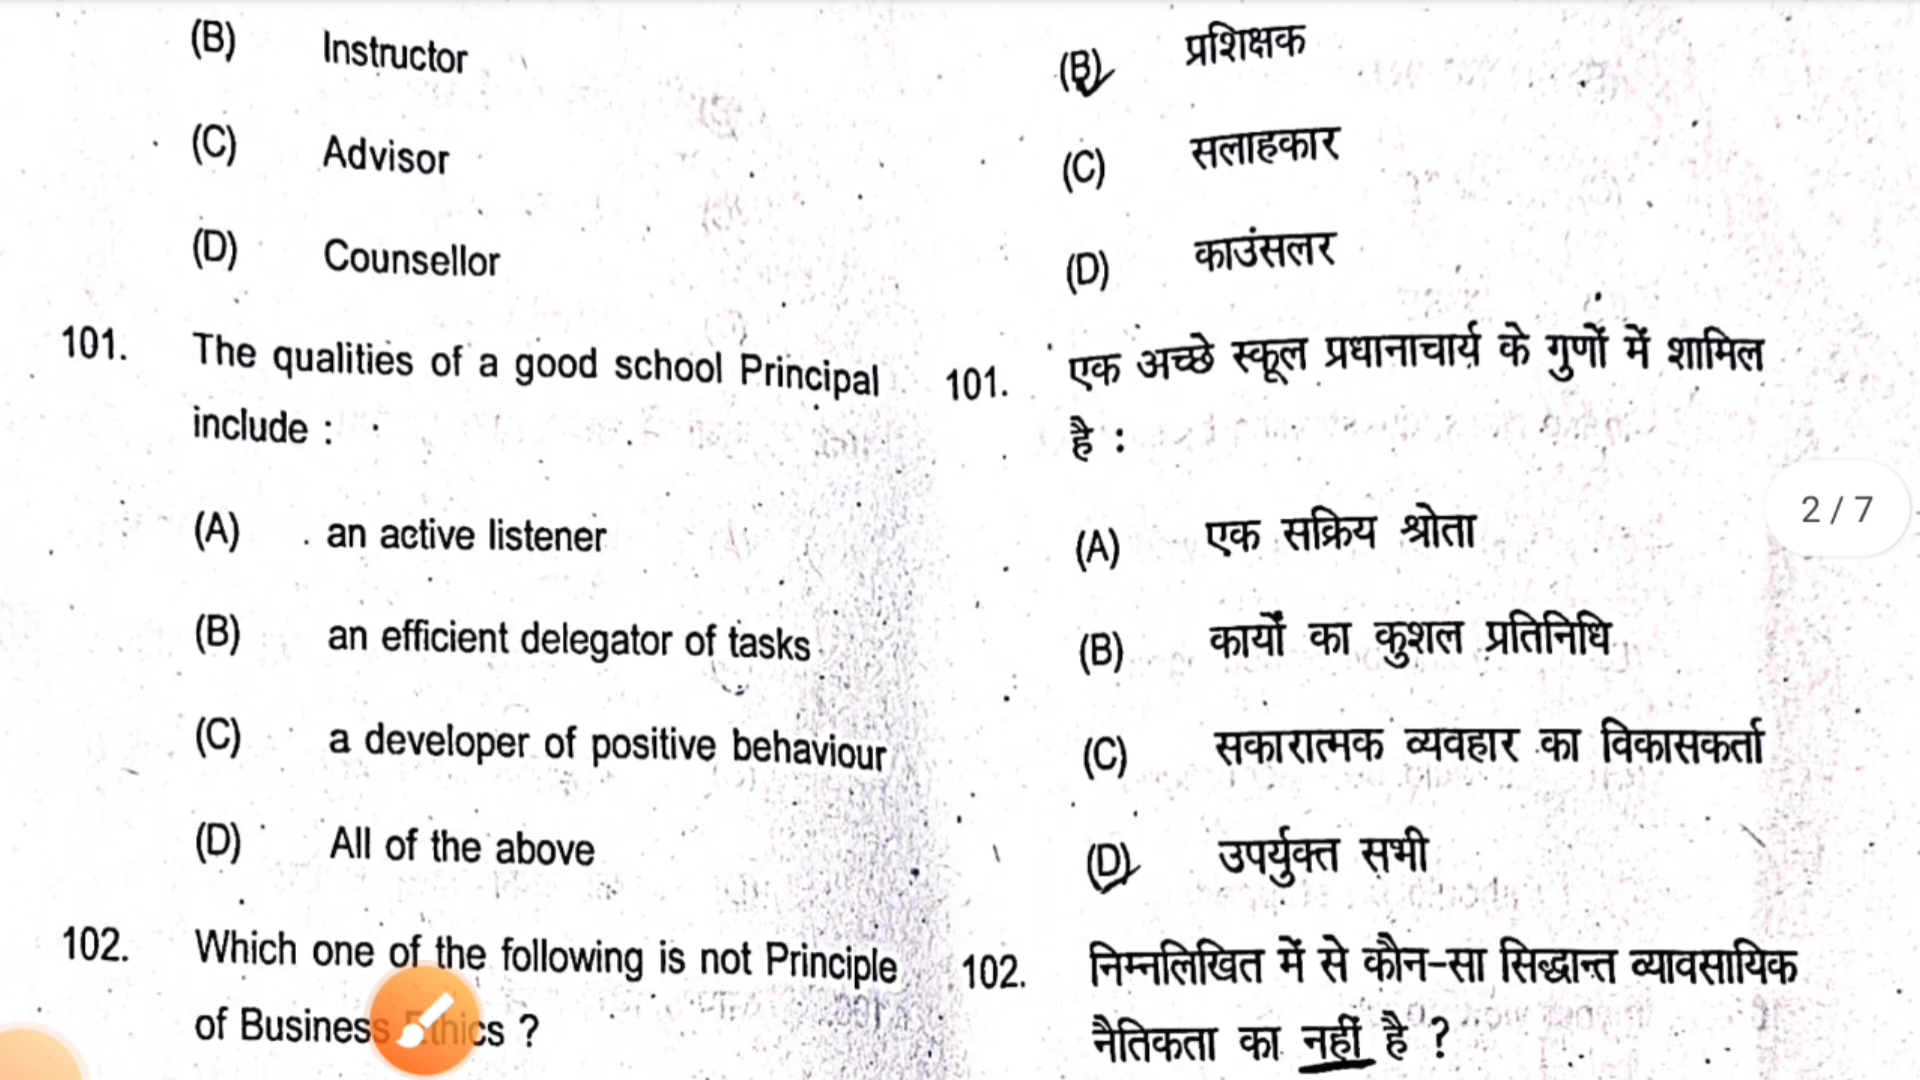 (B) Instructor
(C) Advisor
(D) Counsellor
101. The qualities of a good school Principal
include :
(A) an active listener
(B) an efficient delegator of tasks
(C) a developer of positive behaviour
(D) All of the above
102. Which one of the following is not Principle
of Business Ethics ?
(B) प्रशिक्षक
(C) सलाहकार
(D) काउंसलर
101. एक अच्छे स्कूल प्रधानाचार्य के गुणों में शामिल
है :
(A) एक सक्रिय श्रोता
(B) कार्यों का कुशल प्रतिनिधि
(C) सकारात्मक व्यवहार का विकासकर्ता
(D) उपर्युक्त सभी
102. निम्नलिखित में से कौन-सा सिद्धान्त व्यावसायिक
नैतिकता का नहीं है ?
2 / 7